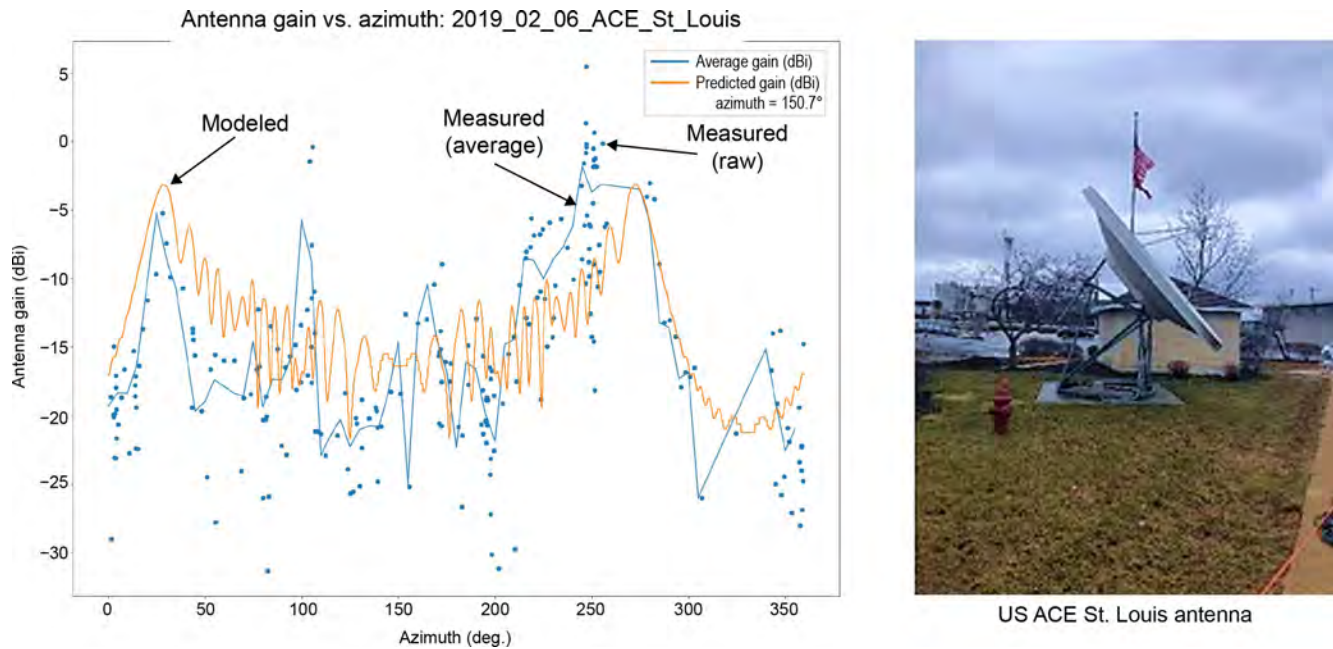 Antenna gain vs. azimuth: 2019_02_06_ACE_St_Louis
Average gain (dBi)
Predicted gain (dBi)
azimuth = 150.7°
Modeled
Measured
(average)
Measured
(raw)
Antenna gain (dBi)
5
0
−5
−10
−15
−20
−25
−30
0
50
100
150
200
250
300
350
Azimuth (deg.)
US ACE St. Louis antenna